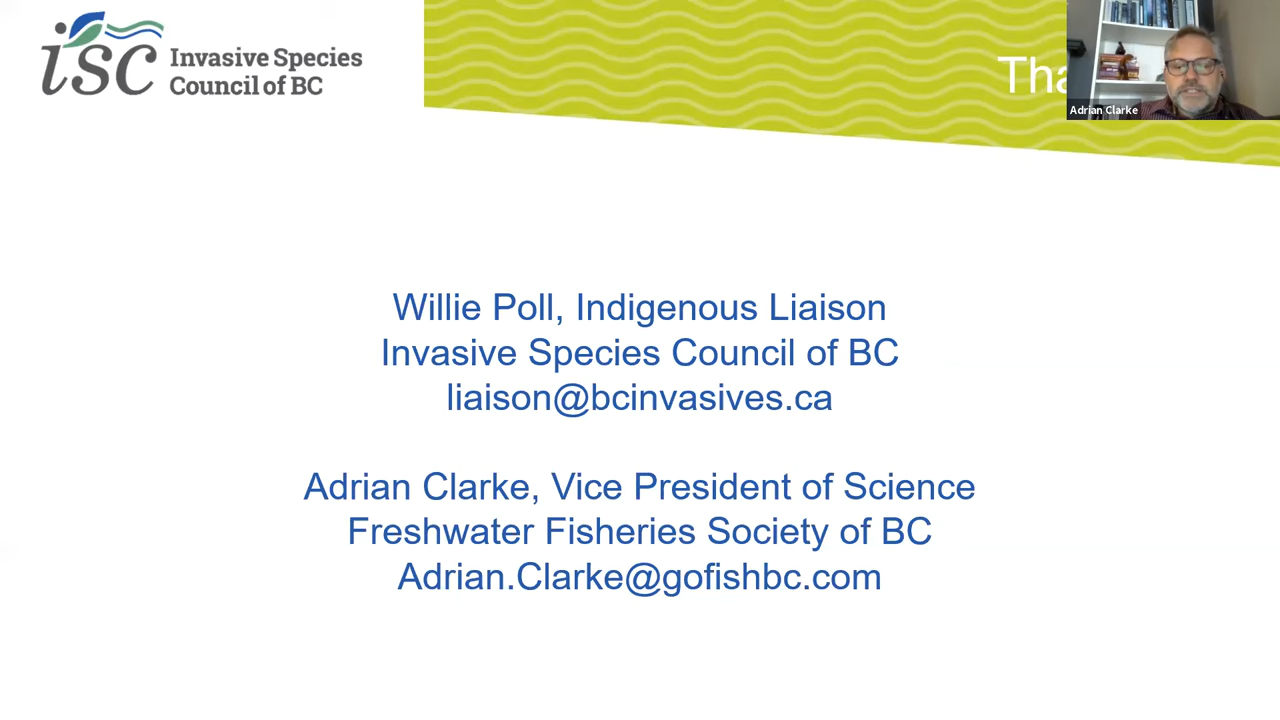 isc Invasive Species
Council of BC
Adrian Clarke
Willie Poll, Indigenous Liaison
Invasive Species Council of BC
liaison@bcinvasives.ca
Adrian Clarke, Vice President of Science
Freshwater Fisheries Society of BC
Adrian.Clarke@gofishbc.com